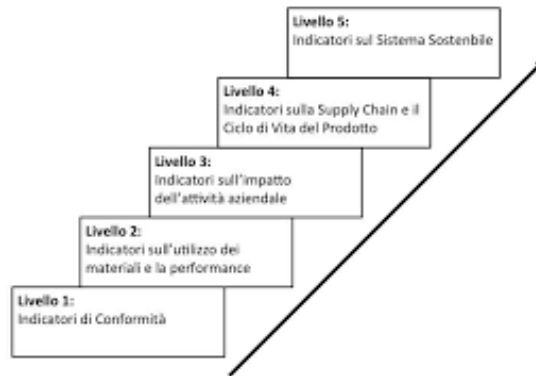 Livello 5:
Indicatori sul Sistema Sostenbile
Livello 4:
Indicatori sulla Supply Chain e il
Ciclo di Vita del Prodotto
Livello 3:
Indicatori sull'impatto
dell'attività aziendale
Livello 2:
Indicatori sull'utilizzo dei
materiali e la performance
Livello 1:
Indicatori di Conformità